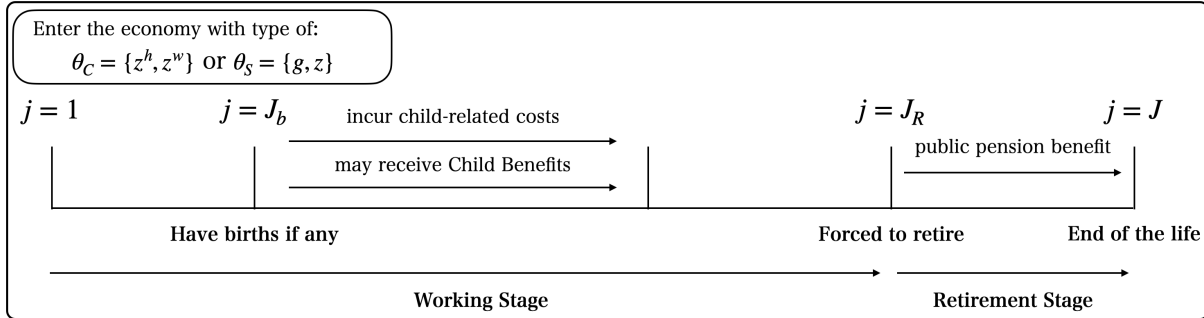 Enter the economy with type of:
θ_C = {z^h, z^w} or θ_S = {g, z}
j = 1
j = J_b
incur child-related costs
may receive Child Benefits
j = J_R
public pension benefit
j = J
Have births if any
Forced to retire
End of the life
Working Stage
Retirement Stage